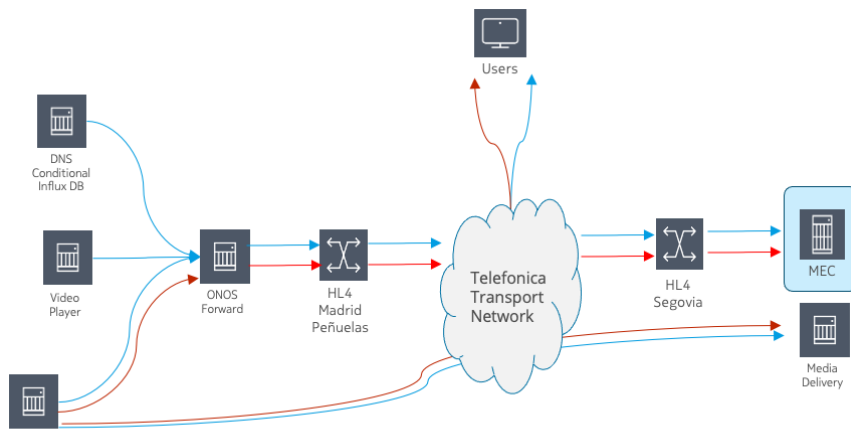 Users
DNS
Conditional
Influx DB
Video
Player
ONOS
Forward
HL4
Madrid
Peñuelas
Telefonica
Transport
Network
HL4
Segovia
MEC
Media
Delivery